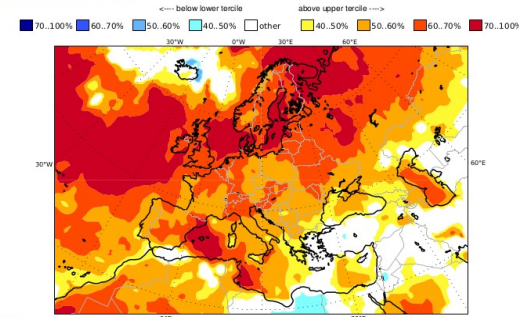 <---- below lower tercile above upper tercile ---->
70..100% 60..70% 50..60% 40..50% other 40..50% 50..60% 60..70% 70..100%
30°W 0°W 30°E 60°E
30°W 60°E